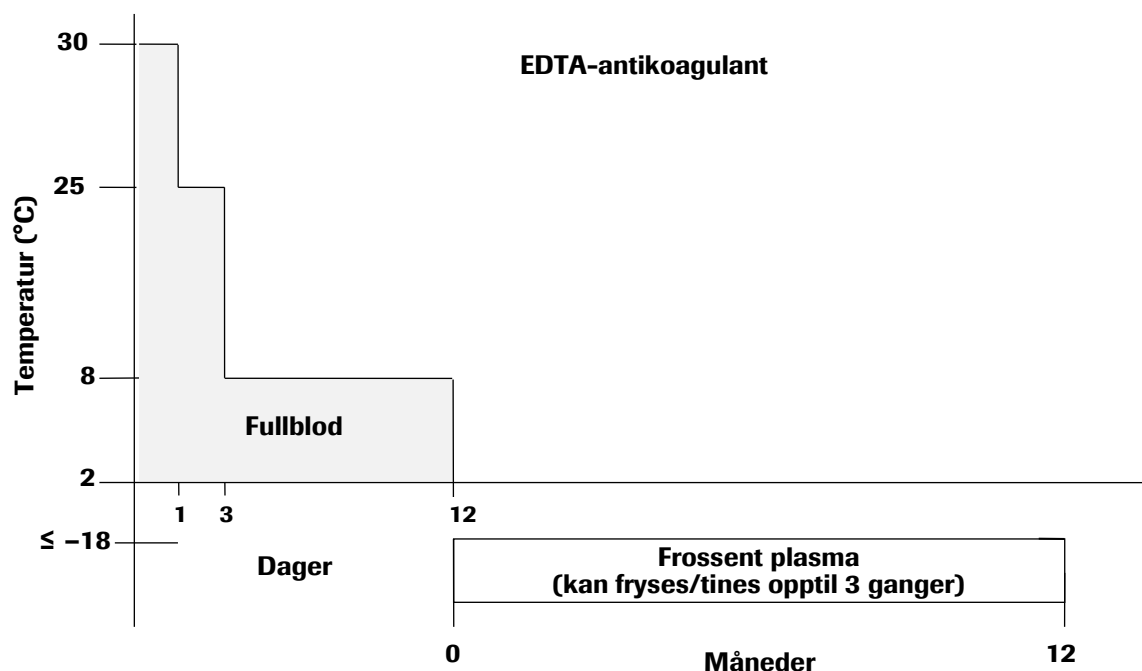 EDTA-antikoagulant
30
25
8
2
≤ –18
Temperatur (°C)
Fullblod
1 3 12
Dager
Frossent plasma
(kan fryses/tines opptil 3 ganger)
0 12
Måneder